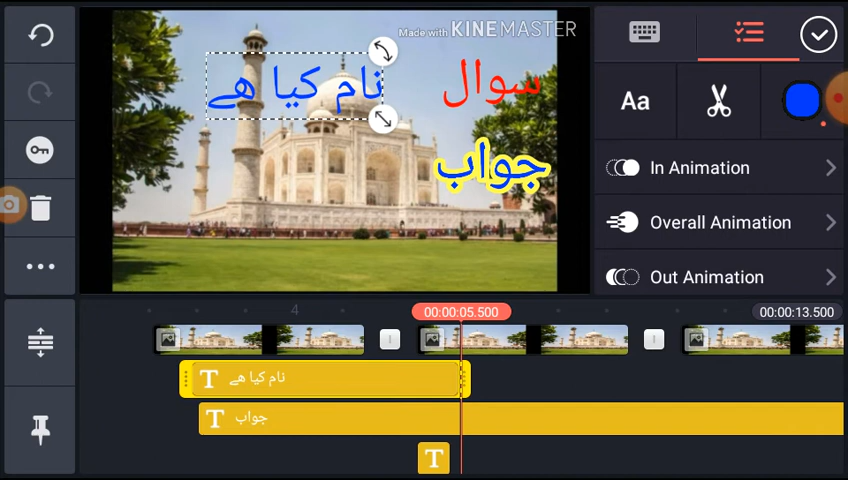 Made with KINEMASTER
سوال
نام کیا ھے
جواب
Aa
In Animation
Overall Animation
Out Animation
4
00:00:05.500
00:00:13.500
T نام کیا ھے
T جواب
T